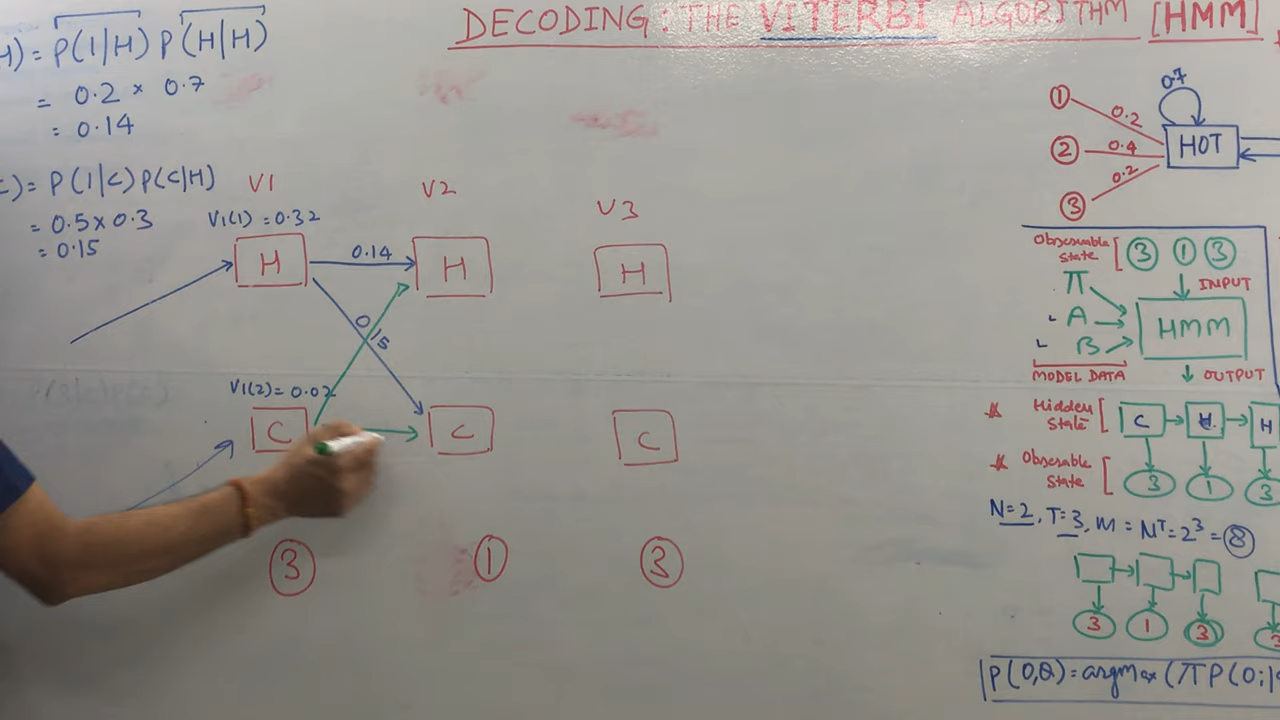 DECODING : THE VITERBI ALGORITHM [HMM]
H) = P(1|H) P(H|H)
= 0.2 × 0.7
= 0.14
C) = P(1|C) P(C|H)
= 0.5 × 0.3
= 0.15
V1
V2
V3
V1(1) = 0.32
H
0.14
H
H
0.15
V1(2) = 0.02
C
C
C
3
1
3
0.7
1
0.2
2
0.4
HOT
3
0.2
Obserable State [ 3 1 3
π
INPUT
A
HMM
B
MODEL DATA
OUTPUT
Hidden State [ C H H
Obserable State [ 3 1 3
N=2, T=3, M = N^T = 2^3 = 8
3 1 3
P(O,Q) = argmax (π P(O;|